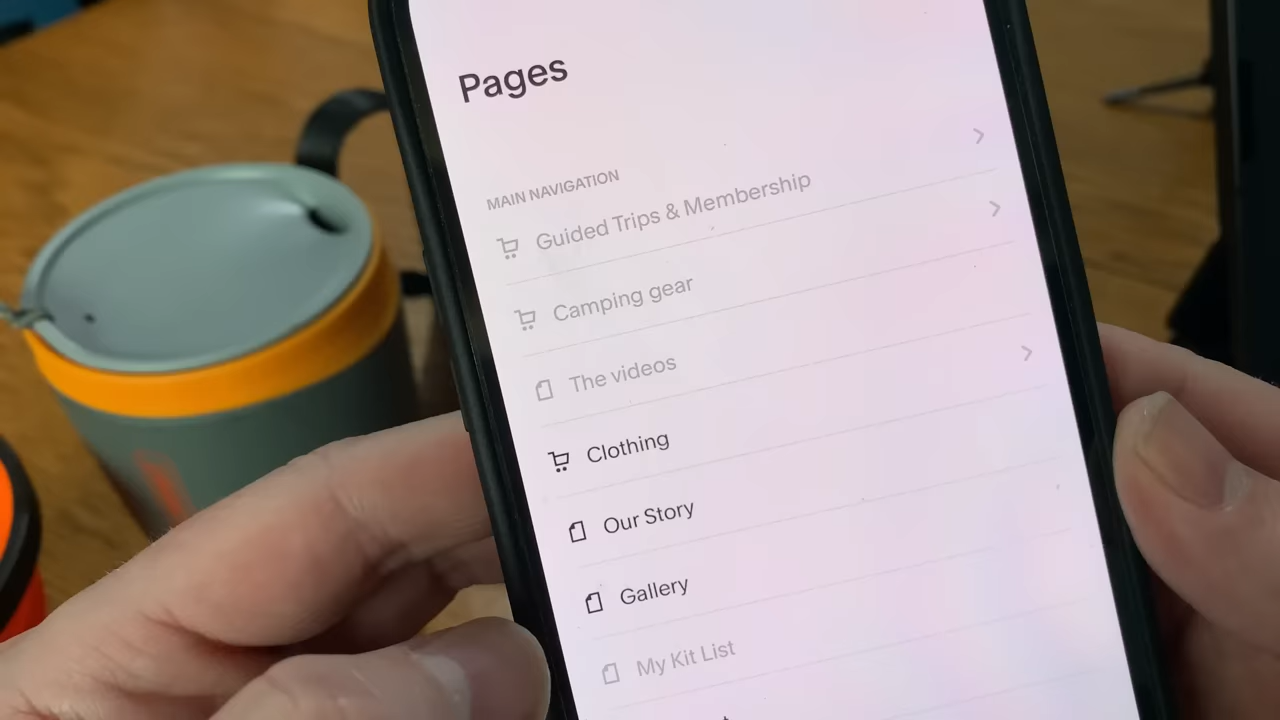 Pages
MAIN NAVIGATION
Guided Trips & Membership
Camping gear
The videos
Clothing
Our Story
Gallery
My Kit List